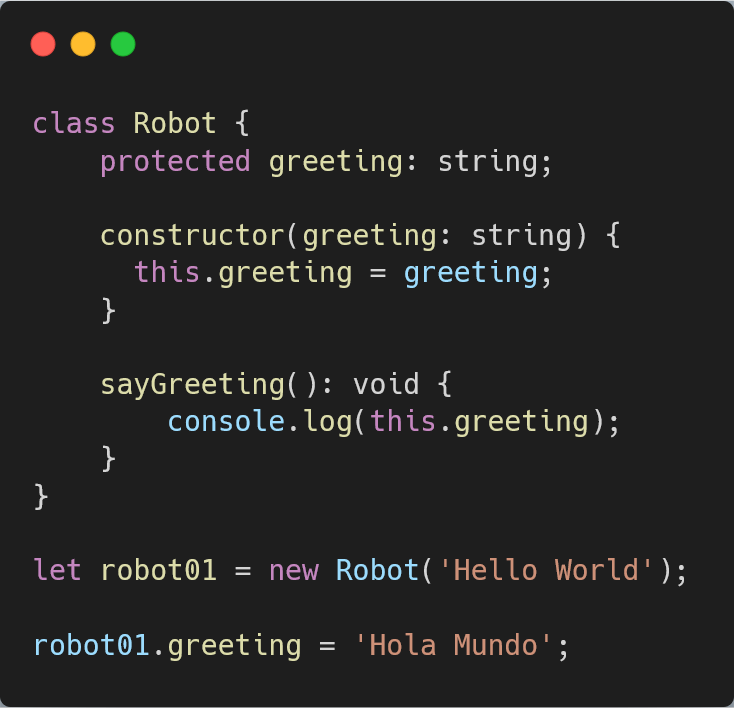 class Robot {
    protected greeting: string;

    constructor(greeting: string) {
      this.greeting = greeting;
    }

    sayGreeting(): void {
        console.log(this.greeting);
    }
}

let robot01 = new Robot('Hello World');

robot01.greeting = 'Hola Mundo';